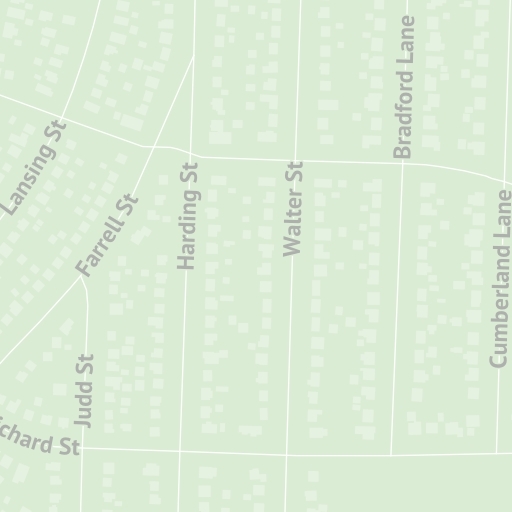 Bradford Lane
Lansing St
Farrell St
Harding St
Walter St
Cumberland Lane
Judd St
chard St